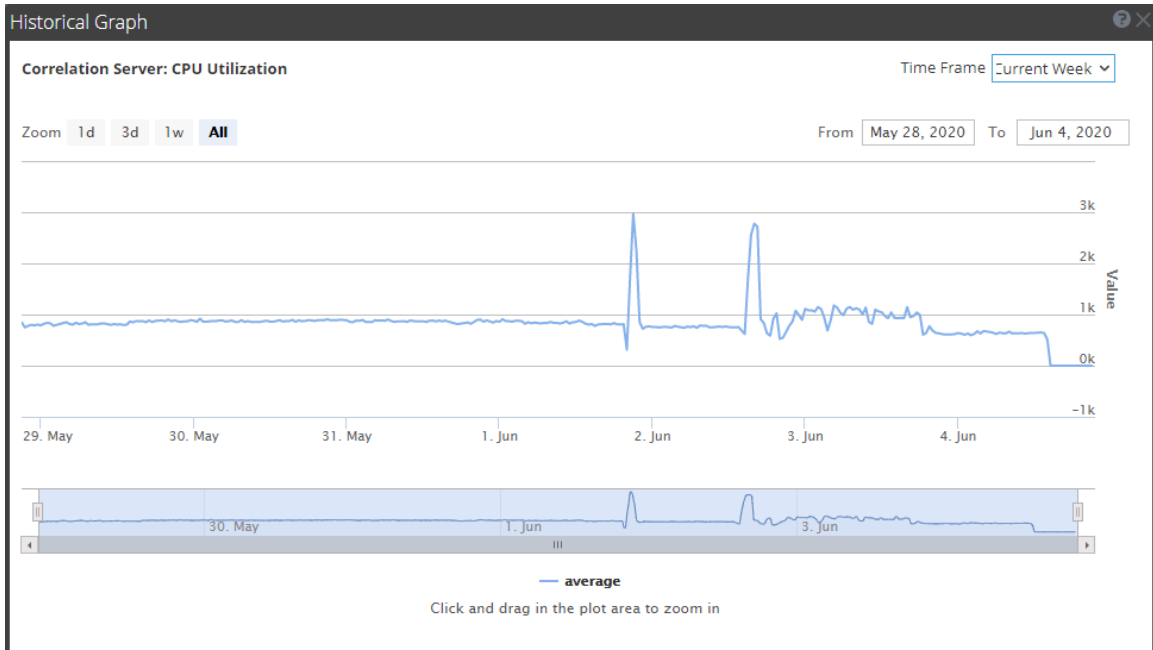 Historical Graph
Correlation Server: CPU Utilization
Time Frame Current Week
Zoom 1d 3d 1w All
From May 28, 2020 To Jun 4, 2020
3k
2k
Value
1k
0k
-1k
29. May 30. May 31. May 1. Jun 2. Jun 3. Jun 4. Jun
30. May 1. Jun 3. Jun
average
Click and drag in the plot area to zoom in